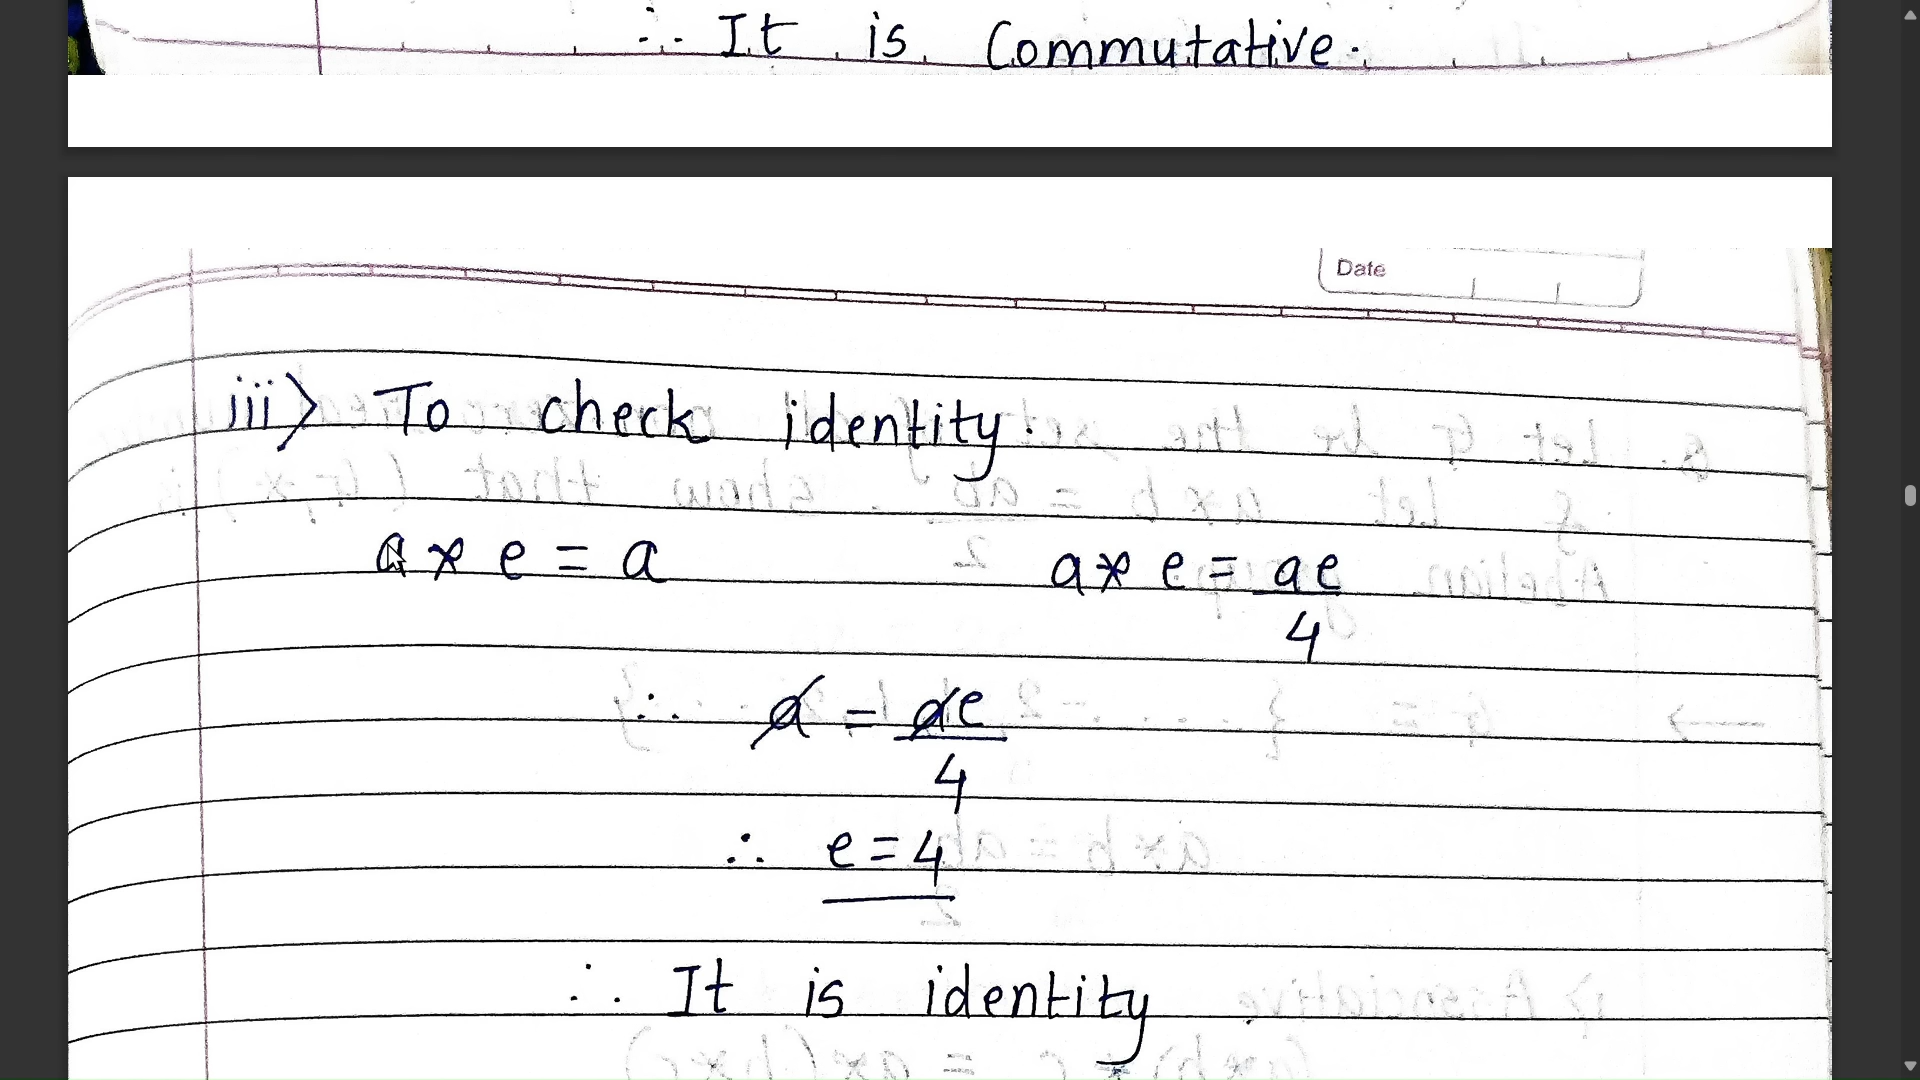 ∴ It is Commutative.
Date
iii) To check identity.
a * e = a a * e = ae/4
∴ a = ae/4
∴ e = 4
∴ It is identity